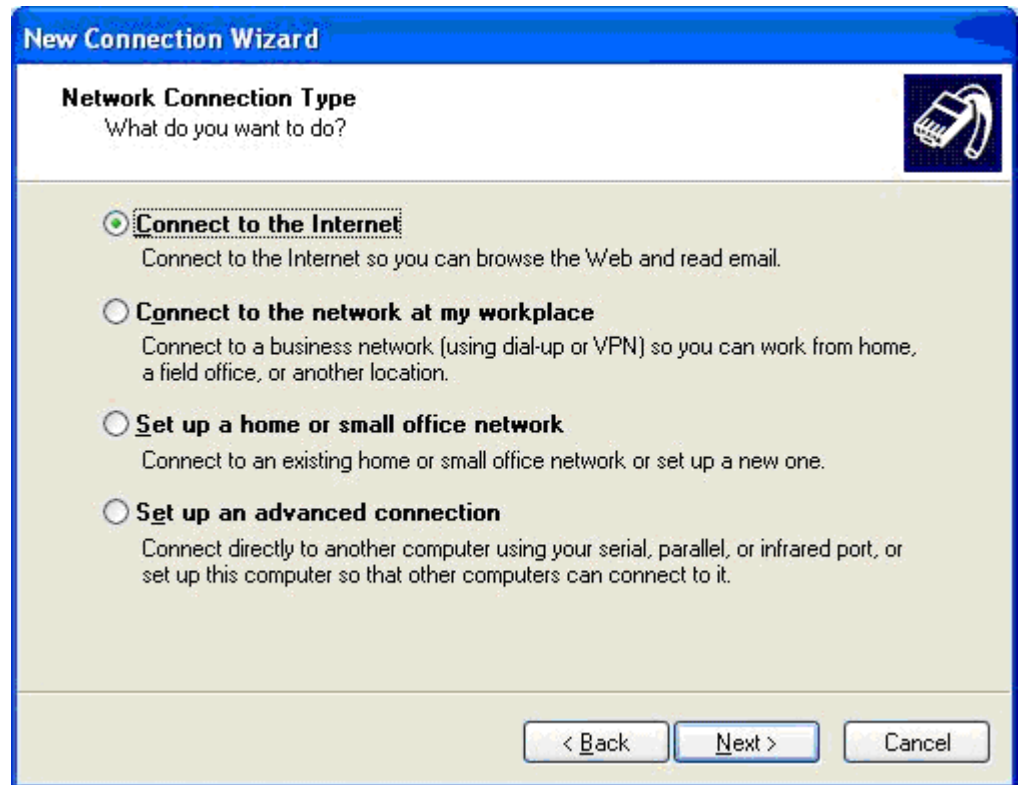 New Connection Wizard
Network Connection Type
What do you want to do?
Connect to the Internet
Connect to the Internet so you can browse the Web and read email.
Connect to the network at my workplace
Connect to a business network (using dial-up or VPN) so you can work from home,
a field office, or another location.
Set up a home or small office network
Connect to an existing home or small office network or set up a new one.
Set up an advanced connection
Connect directly to another computer using your serial, parallel, or infrared port, or
set up this computer so that other computers can connect to it.
< Back Next > Cancel